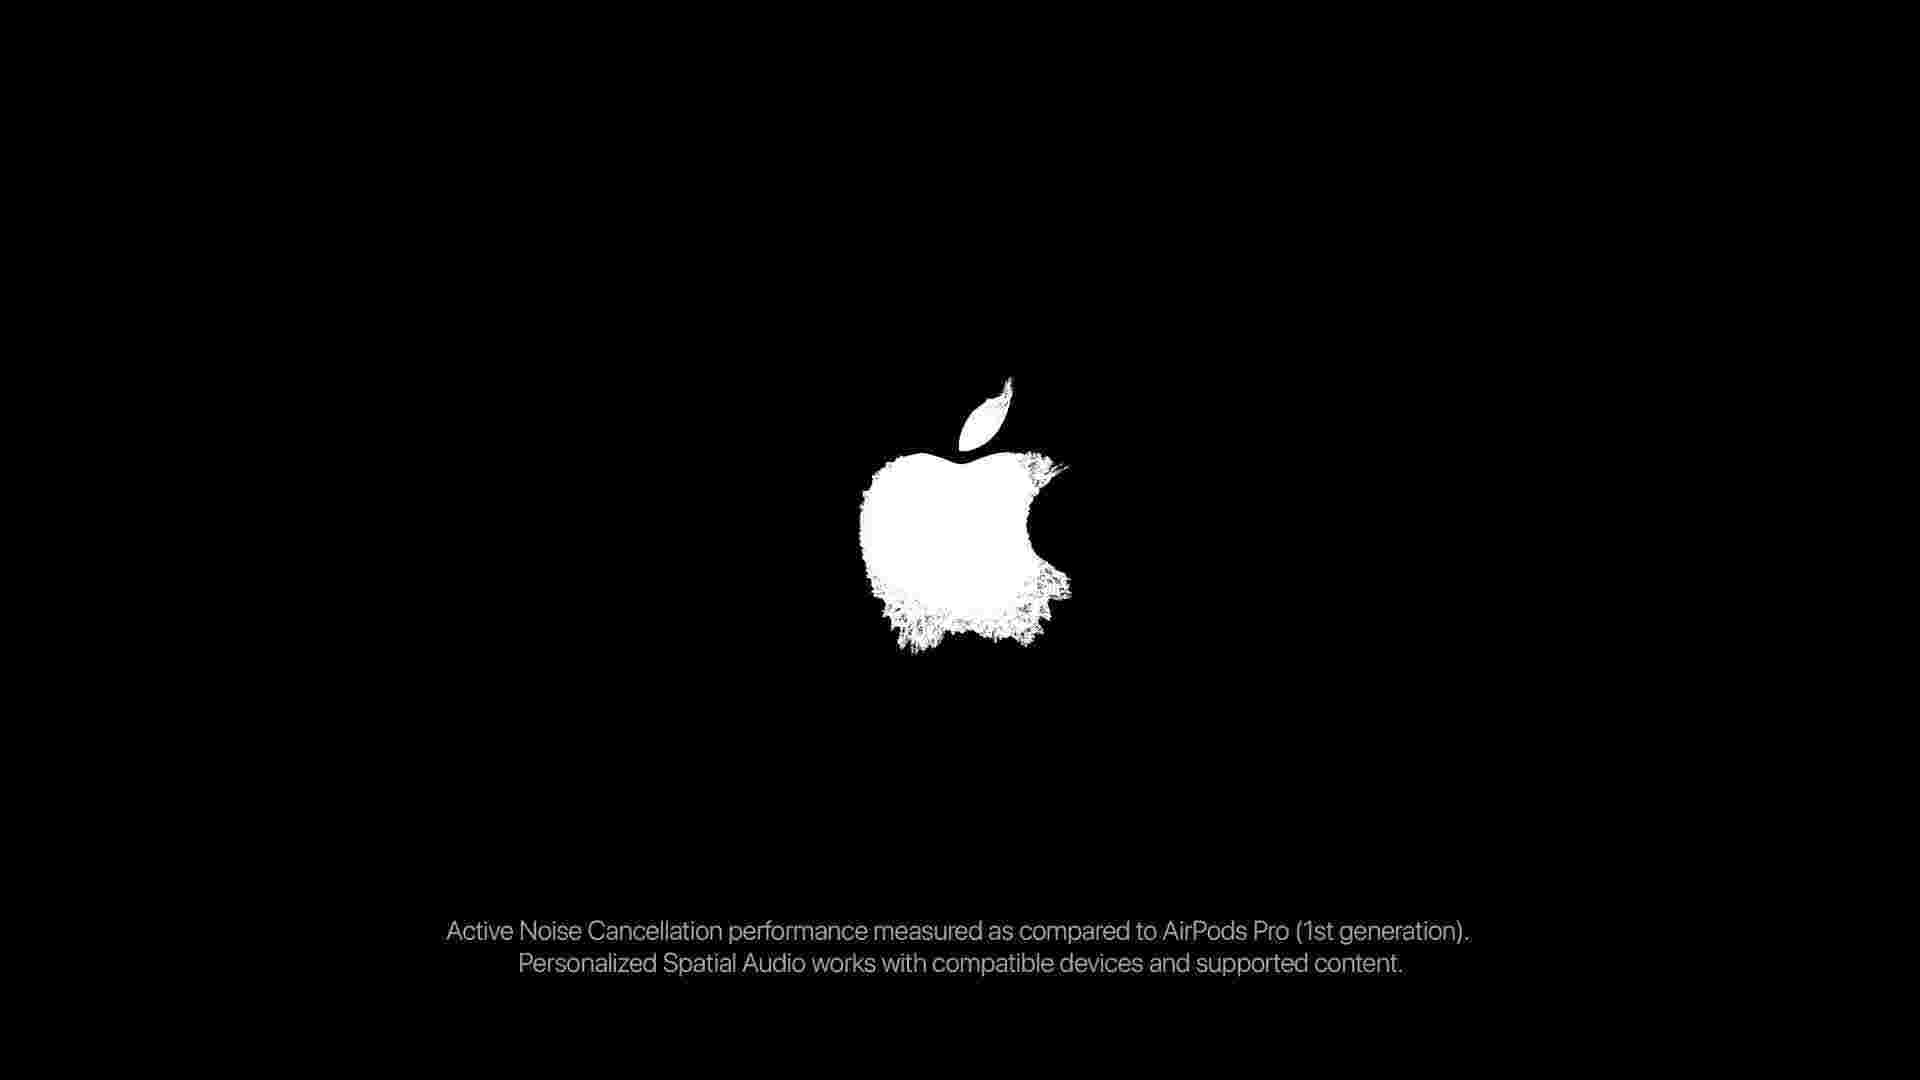 Active Noise Cancellation performance measured as compared to AirPods Pro (1st generation).
Personalized Spatial Audio works with compatible devices and supported content.